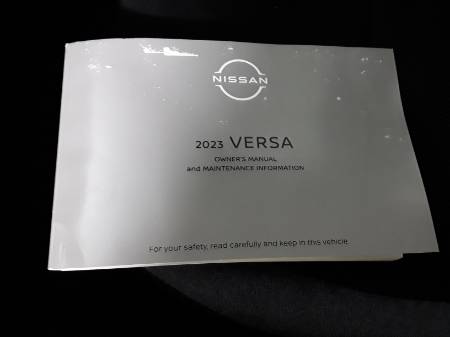 NISSAN
2023 VERSA
OWNER'S MANUAL
and MAINTENANCE INFORMATION
For your safety, read carefully and keep in this vehicle.